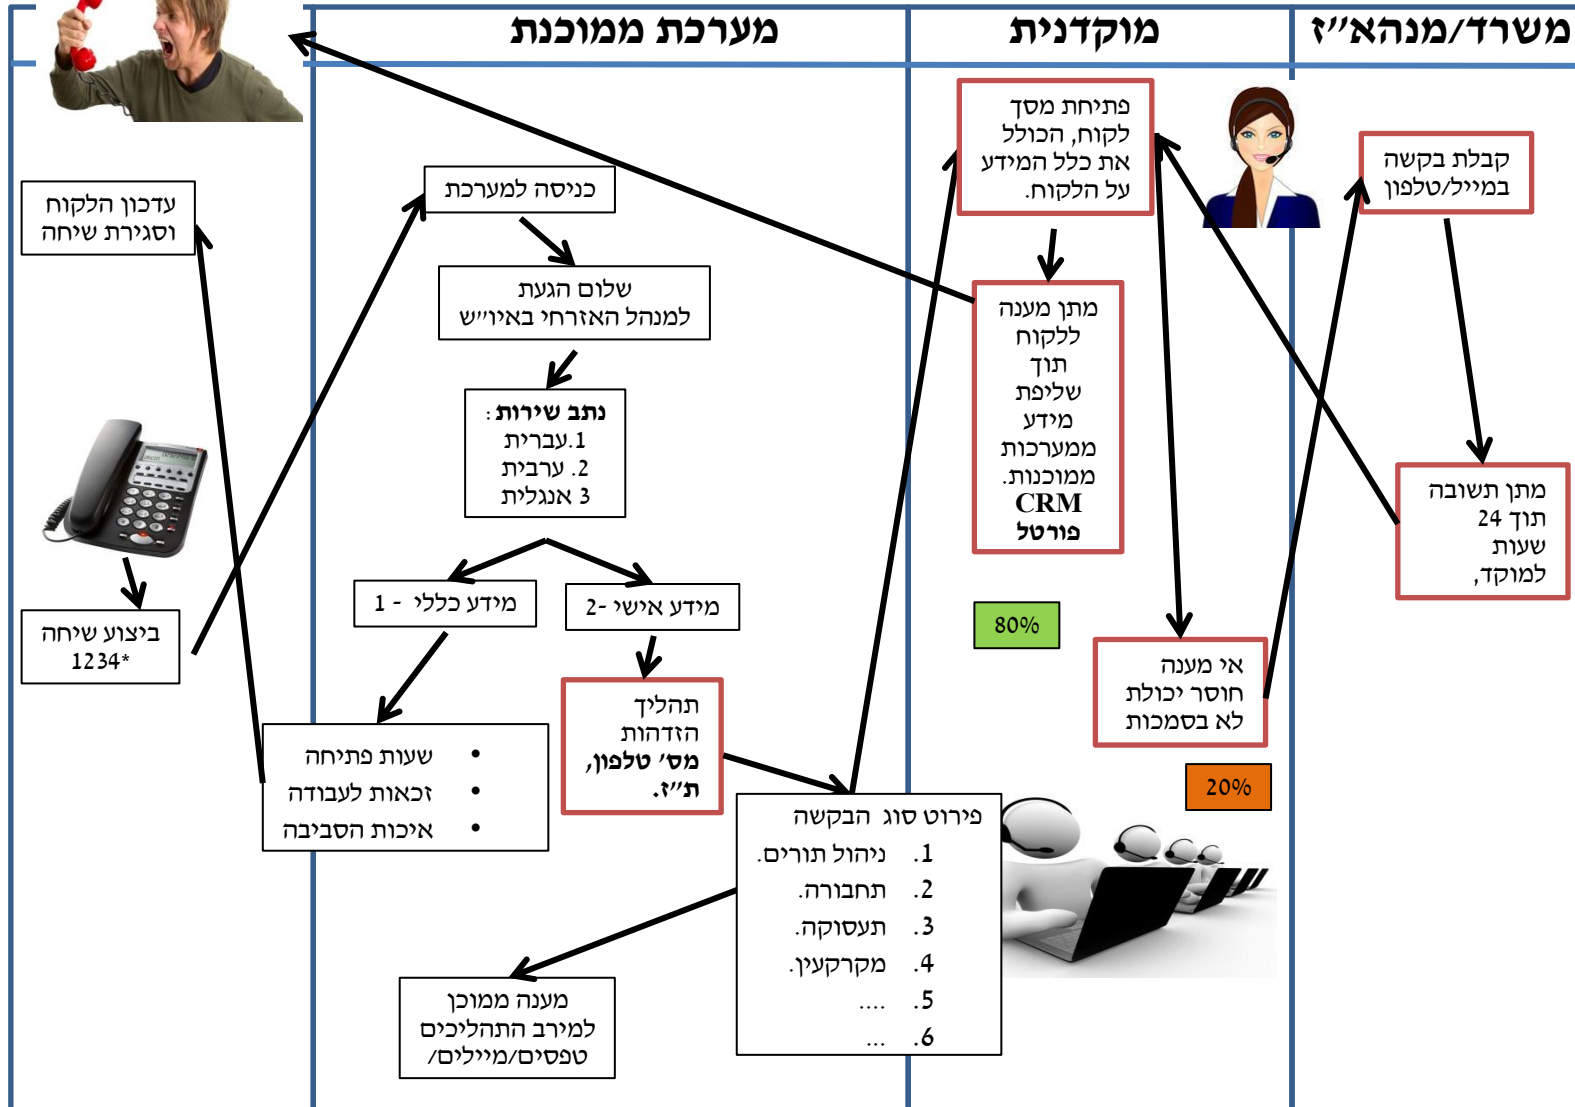 משרד/מנהא״ז
מוקדנית
מערכת ממוכנת
קבלת בקשה
במייל/טלפון
מתן תשובה
תוך 24
שעות
למוקד,
פתיחת מסך
לקוח, הכולל
את כלל המידע
על הלקוח.
מתן מענה
ללקוח
תוך
שליפת
מידע
ממערכות
ממוכנות.
CRM
פורטל
80%
אי מענה
חוסר יכולת
לא בסמכות
20%
כניסה למערכת
שלום הגעת
למנהל האזרחי באיו״ש
נתב שירות :
1.עברית
2. ערבית
3 אנגלית
מידע כללי - 1
מידע אישי -2
תהליך
הזדהות
מס׳ טלפון,
ת״ז.
• שעות פתיחה
• זכאות לעבודה
• איכות הסביבה
פירוט סוג הבקשה
1. ניהול תורים.
2. תחבורה.
3. תעסוקה.
4. מקרקעין.
5. ....
6. ...
מענה ממוכן
למירב התהליכים
טפסים/מיילים/
עדכון הלקוח
וסגירת שיחה
ביצוע שיחה
1234*